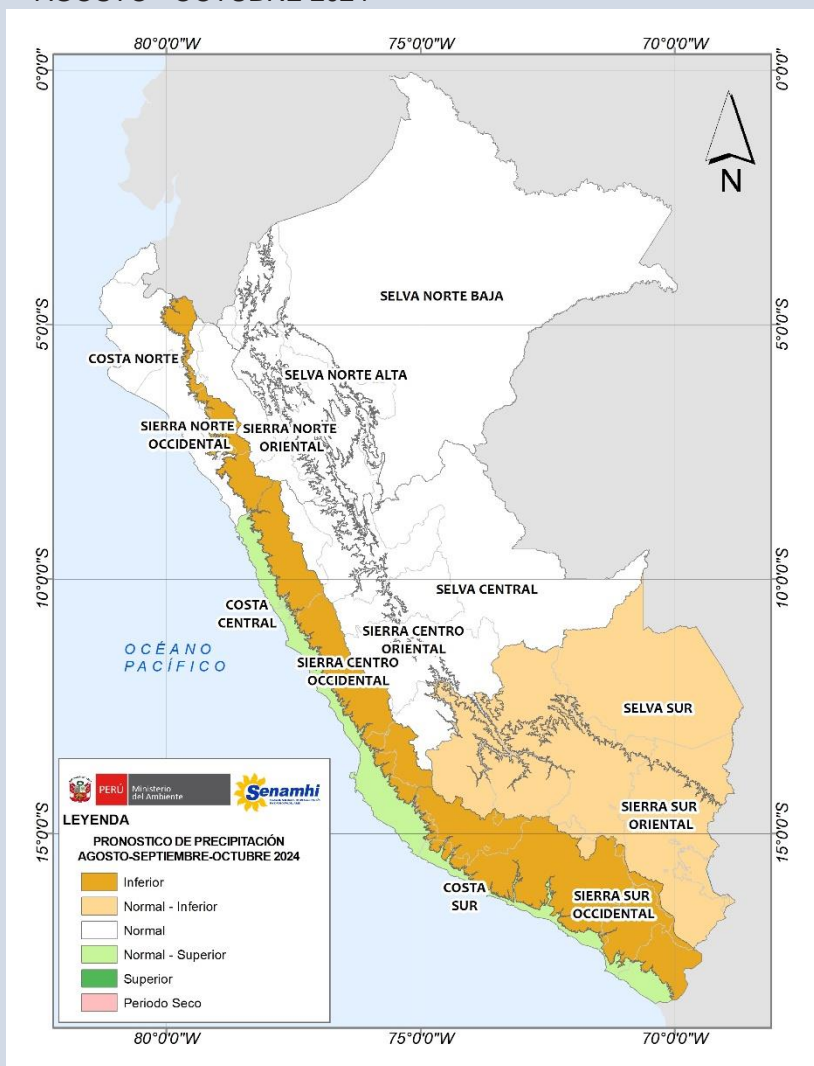 80°0'0"W 75°0'0"W 70°0'0"W
0°0'0" 0°0'0"
N
SELVA NORTE BAJA
5°0'0"S 5°0'0"S
COSTA NORTE
SELVA NORTE ALTA
SIERRA NORTE
OCCIDENTAL
SIERRA NORTE
ORIENTAL
10°0'0"S 10°0'0"S
SELVA CENTRAL
COSTA
CENTRAL
SIERRA CENTRO
ORIENTAL
OCÉANO
PACÍFICO
SIERRA CENTRO
OCCIDENTAL
SELVA SUR
SIERRA SUR
ORIENTAL
15°0'0"S 15°0'0"S
COSTA
SUR
SIERRA SUR
OCCIDENTAL
PERÚ Ministerio
del Ambiente
Senamhi
LEYENDA
PRONOSTICO DE PRECIPITACIÓN
AGOSTO-SEPTIEMBRE-OCTUBRE 2024
Inferior
Normal - Inferior
Normal
Normal - Superior
Superior
Periodo Seco
80°0'0"W 75°0'0"W 70°0'0"W